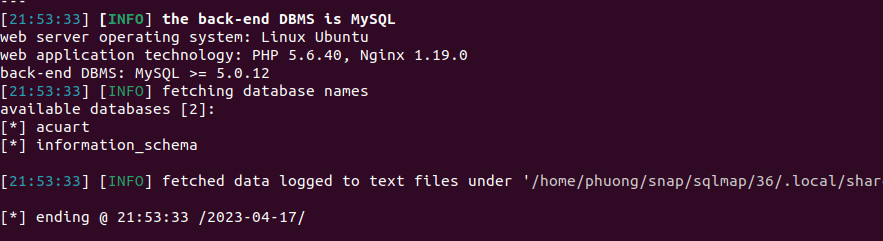 ---
[21:53:33] [INFO] the back-end DBMS is MySQL
web server operating system: Linux Ubuntu
web application technology: PHP 5.6.40, Nginx 1.19.0
back-end DBMS: MySQL >= 5.0.12
[21:53:33] [INFO] fetching database names
available databases [2]:
[*] acuart
[*] information_schema
[21:53:33] [INFO] fetched data logged to text files under '/home/phuong/snap/sqlmap/36/.local/shar
[*] ending @ 21:53:33 /2023-04-17/